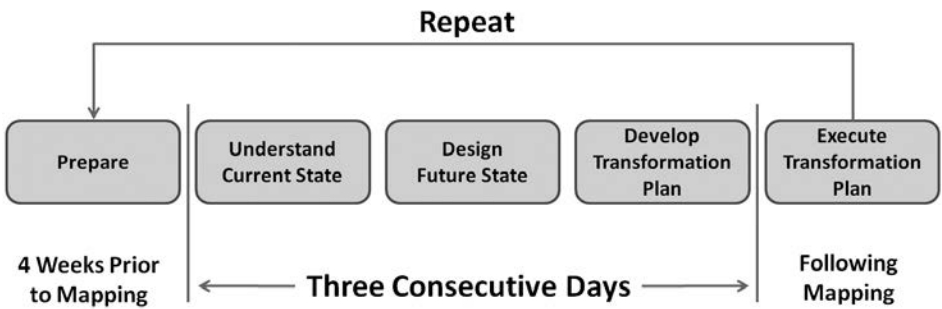 Repeat
Prepare
Understand
Current State
Design
Future State
Develop
Transformation
Plan
Execute
Transformation
Plan
4 Weeks Prior
to Mapping
Three Consecutive Days
Following
Mapping